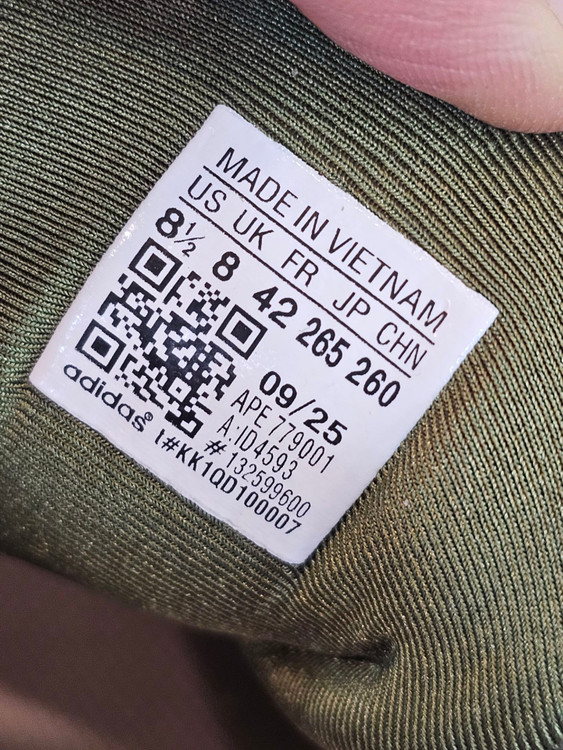 MADE IN VIETNAM
US UK FR JP CHN
8½ 8 42 265 260
09/25
APE 779001
A:ID4593
# 132599600
adidas®
1#KK1QD100007